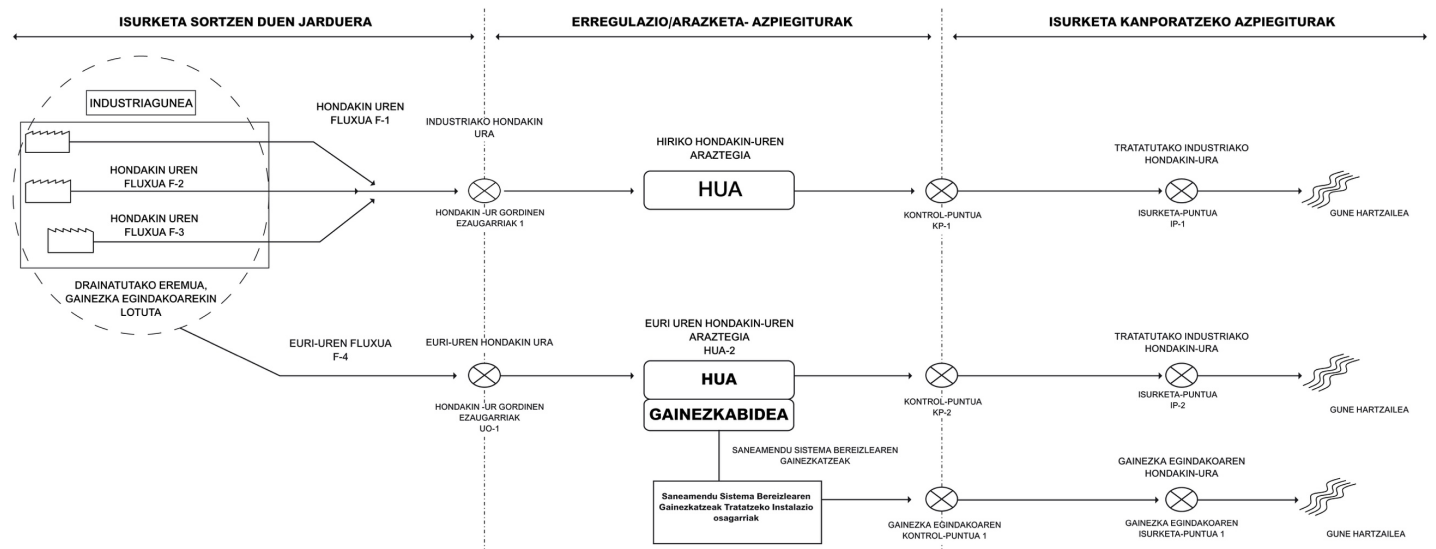 ISURKETA SORTZEN DUEN JARDUERA
ERREGULAZIO/ARAZKETA- AZPIEGITURAK
ISURKETA KANPORATZEKO AZPIEGITURAK
INDUSTRIAGUNEA
HONDAKIN UREN
FLUXUA F-1
HONDAKIN UREN
FLUXUA F-2
HONDAKIN UREN
FLUXUA F-3
DRAINATUTAKO EREMUA,
GAINEZKA EGINDAKOAREKIN
LOTUTA
INDUSTRIAKO HONDAKIN
URA
HONDAKIN -UR GORDINEN
EZAUGARRIAK 1
HIRIKO HONDAKIN-UREN
ARAZTEGIA
HUA
KONTROL-PUNTUA
KP-1
TRATATUTAKO INDUSTRIAKO
HONDAKIN-URA
ISURKETA-PUNTUA
IP-1
GUNE HARTZAILEA
EURI-UREN FLUXUA
F-4
EURI-UREN HONDAKIN URA
HONDAKIN -UR GORDINEN
EZAUGARRIAK
UO-1
EURI UREN HONDAKIN-UREN
ARAZTEGIA
HUA-2
HUA
GAINEZKABIDEA
KONTROL-PUNTUA
KP-2
TRATATUTAKO INDUSTRIAKO
HONDAKIN-URA
ISURKETA-PUNTUA
IP-2
GUNE HARTZAILEA
SANEAMENDU SISTEMA BEREIZLEAREN
GAINEZKATZEAK
Saneamendu Sistema Bereizlearen
Gainezkatzeak Tratatzeko Instalazio
osagarriak
GAINEZKA EGINDAKOAREN
KONTROL-PUNTUA 1
GAINEZKA EGINDAKOAREN
HONDAKIN-URA
GAINEZKA EGINDAKOAREN
ISURKETA-PUNTUA 1
GUNE HARTZAILEA